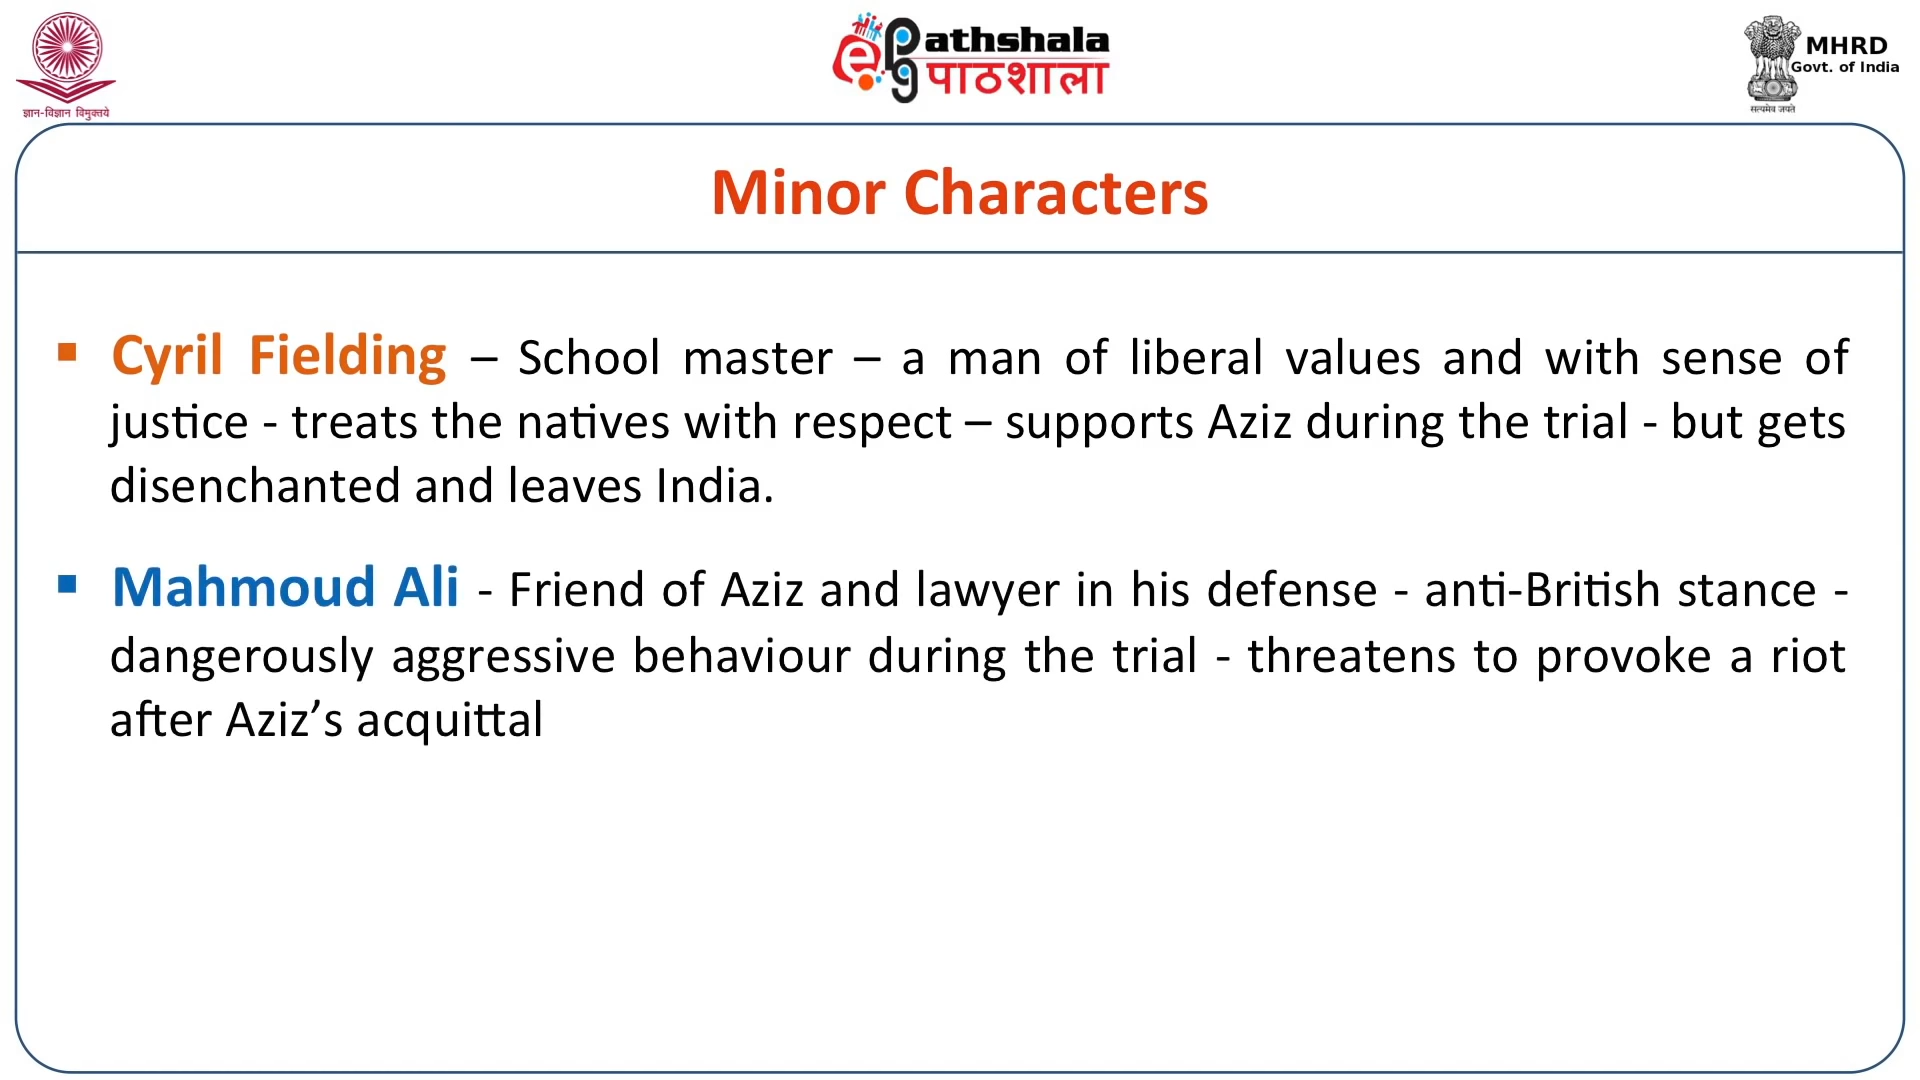 ज्ञान-विज्ञान विमुक्तये
e
pg
athshala
पाठशाला
MHRD
Govt. of India
सत्यमेव जयते
Minor Characters
▪ Cyril Fielding – School master – a man of liberal values and with sense of
justice - treats the natives with respect – supports Aziz during the trial - but gets
disenchanted and leaves India.
▪ Mahmoud Ali - Friend of Aziz and lawyer in his defense - anti-British stance -
dangerously aggressive behaviour during the trial - threatens to provoke a riot
after Aziz’s acquittal